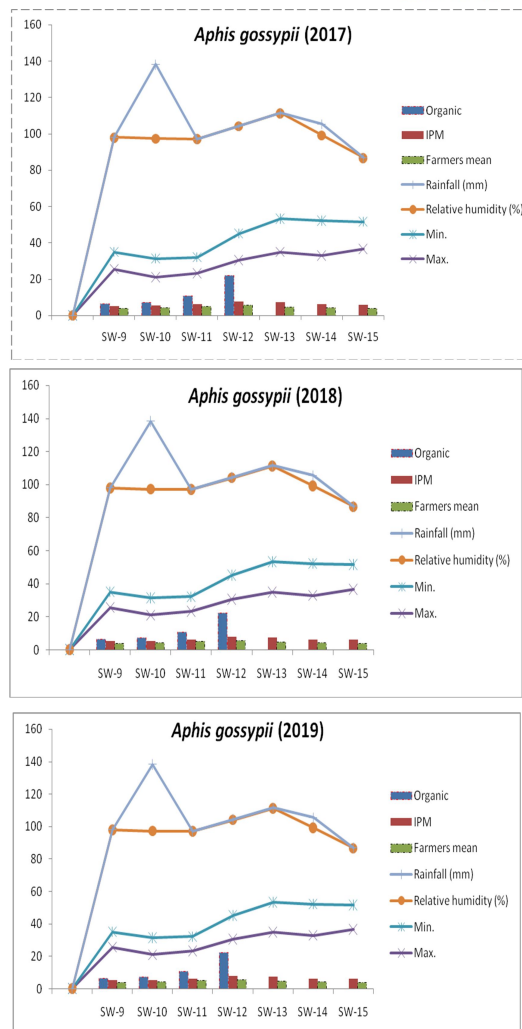 Aphis gossypii (2017)
160
140
120
100
80
60
40
20
0
SW-9 SW-10 SW-11 SW-12 SW-13 SW-14 SW-15
Organic
IPM
Farmers mean
Rainfall (mm)
Relative humidity (%)
Min.
Max.
Aphis gossypii (2018)
160
140
120
100
80
60
40
20
0
SW-9 SW-10 SW-11 SW-12 SW-13 SW-14 SW-15
Organic
IPM
Farmers mean
Rainfall (mm)
Relative humidity (%)
Min.
Max.
Aphis gossypii (2019)
160
140
120
100
80
60
40
20
0
SW-9 SW-10 SW-11 SW-12 SW-13 SW-14 SW-15
Organic
IPM
Farmers mean
Rainfall (mm)
Relative humidity (%)
Min.
Max.